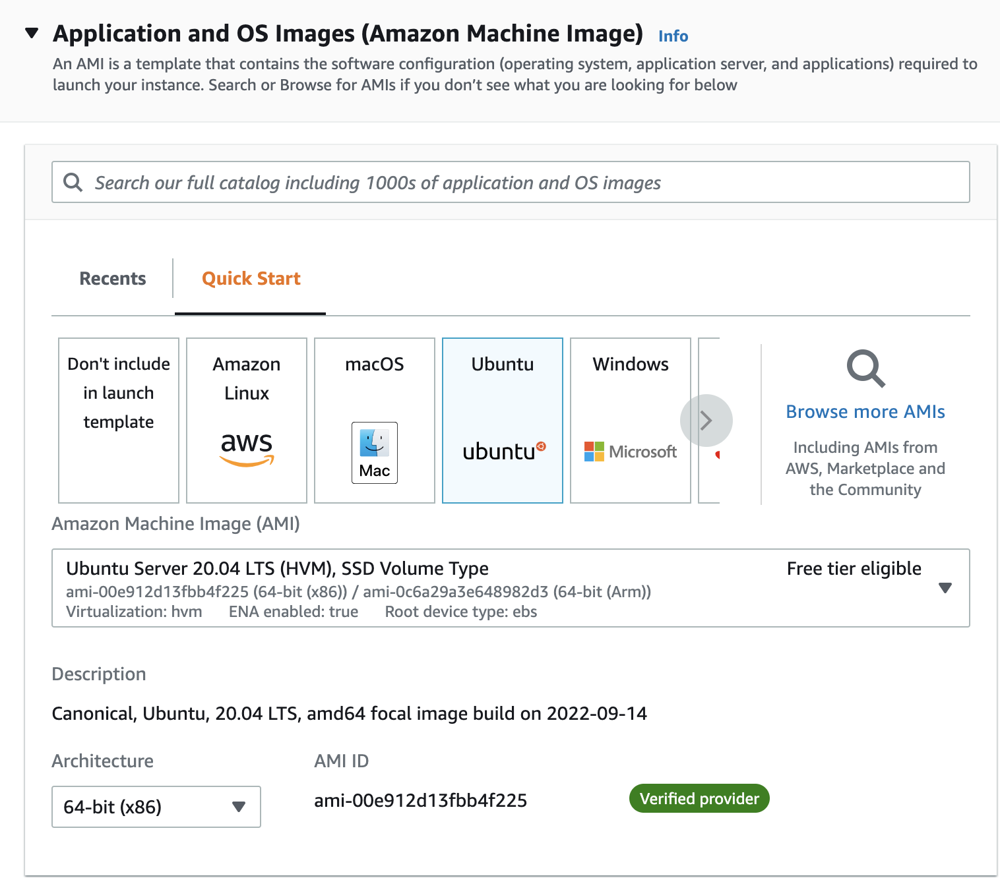 Application and OS Images (Amazon Machine Image) Info
An AMI is a template that contains the software configuration (operating system, application server, and applications) required to
launch your instance. Search or Browse for AMIs if you don’t see what you are looking for below
Search our full catalog including 1000s of application and OS images
Recents
Quick Start
Don't include
in launch
template
Amazon
Linux
aws
macOS
Mac
Ubuntu
ubuntu
Windows
Microsoft
Browse more AMIs
Including AMIs from
AWS, Marketplace and
the Community
Amazon Machine Image (AMI)
Ubuntu Server 20.04 LTS (HVM), SSD Volume Type
Free tier eligible
ami-00e912d13fbb4f225 (64-bit (x86)) / ami-0c6a29a3e648982d3 (64-bit (Arm))
Virtualization: hvm ENA enabled: true Root device type: ebs
Description
Canonical, Ubuntu, 20.04 LTS, amd64 focal image build on 2022-09-14
Architecture
AMI ID
64-bit (x86)
ami-00e912d13fbb4f225
Verified provider